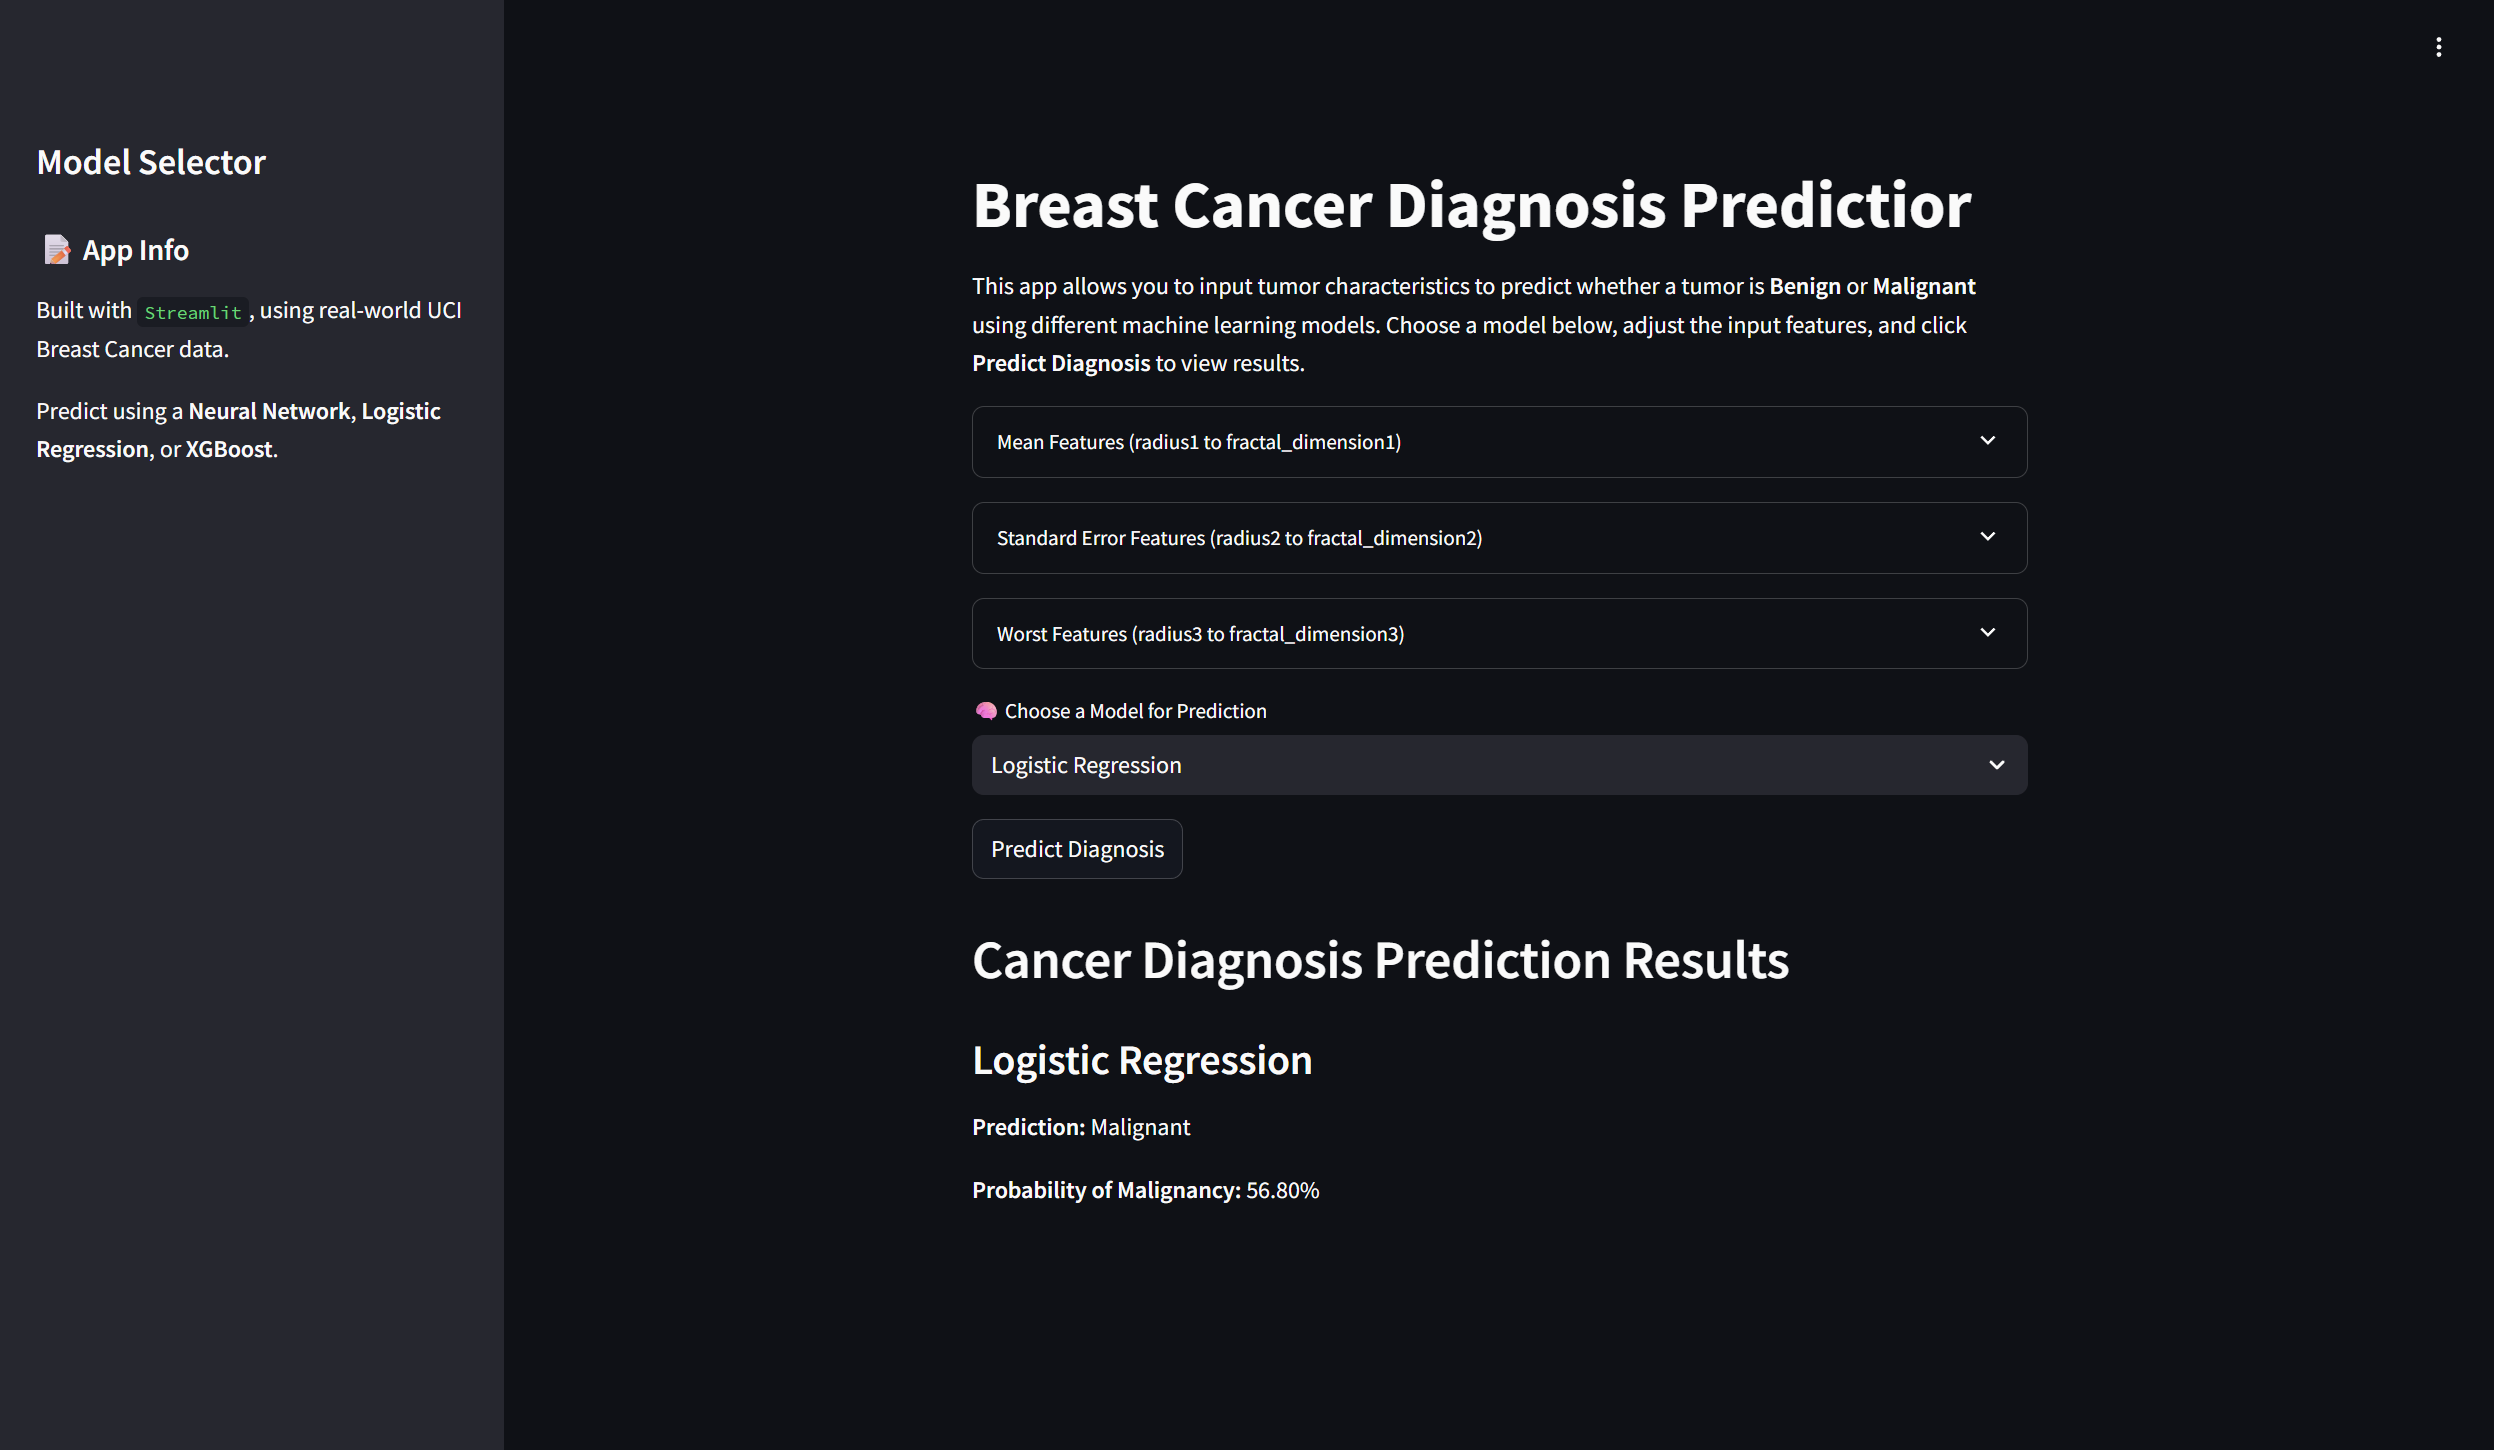 Model Selector
📝 App Info
Built with Streamlit, using real-world UCI
Breast Cancer data.
Predict using a Neural Network, Logistic
Regression, or XGBoost.
Breast Cancer Diagnosis Predictior
This app allows you to input tumor characteristics to predict whether a tumor is Benign or Malignant
using different machine learning models. Choose a model below, adjust the input features, and click
Predict Diagnosis to view results.
Mean Features (radius1 to fractal_dimension1)
Standard Error Features (radius2 to fractal_dimension2)
Worst Features (radius3 to fractal_dimension3)
🧠 Choose a Model for Prediction
Logistic Regression
Predict Diagnosis
Cancer Diagnosis Prediction Results
Logistic Regression
Prediction: Malignant
Probability of Malignancy: 56.80%